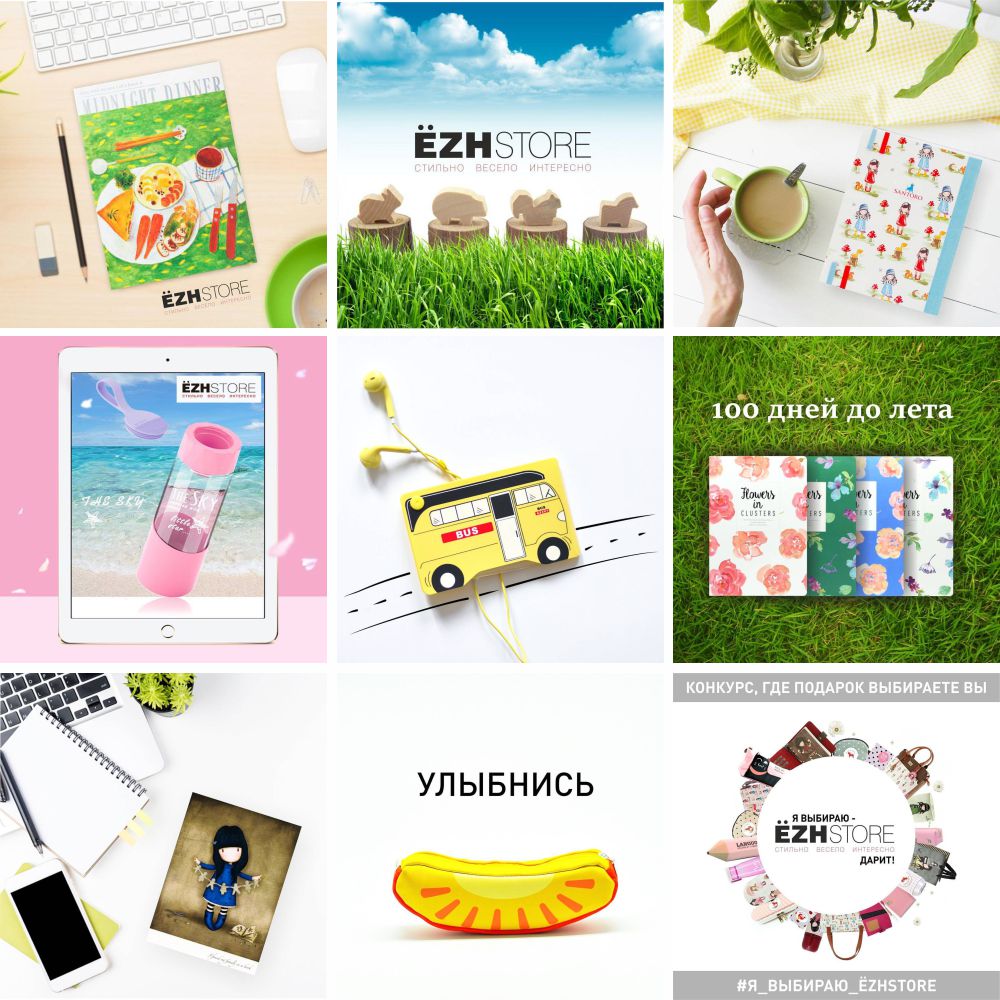 MIDNIGHT DINNER
ËZHSTORE
СТИЛЬНО ВЕСЕЛО ИНТЕРЕСНО
ËZHSTORE
СТИЛЬНО ВЕСЕЛО ИНТЕРЕСНО
SANTORO
ËZHSTORE
СТИЛЬНО ВЕСЕЛО ИНТЕРЕСНО
THE SKY
THE SKY
little
star...
BUS
BUS
100 дней до лета
Flowers
in
CLUSTERS
УЛЫБНИСЬ
КОНКУРС, ГДЕ ПОДАРОК ВЫБИРАЕТЕ ВЫ
Я ВЫБИРАЮ -
ËZHSTORE
СТИЛЬНО ВЕСЕЛО ИНТЕРЕСНО
ДАРИТ!
#Я_ВЫБИРАЮ_ËZHSTORE